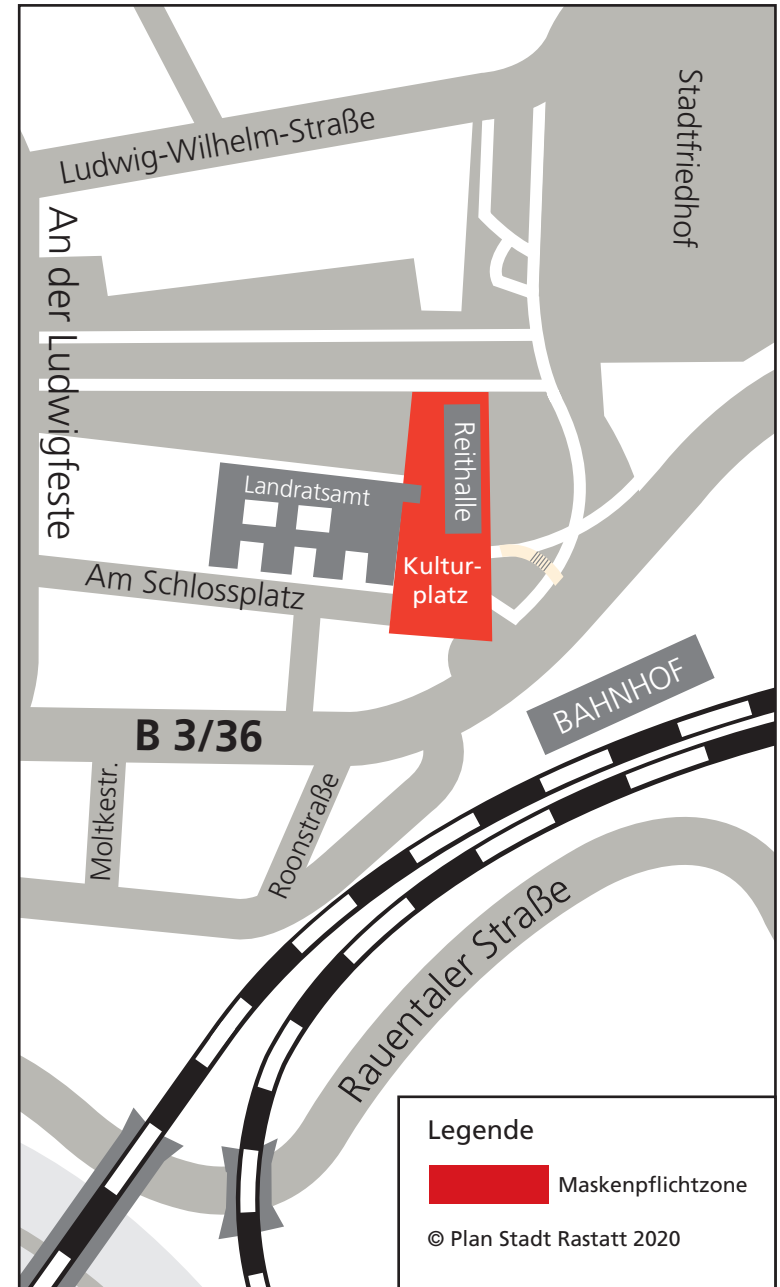 Stadtfriedhof
Ludwig-Wilhelm-Straße
An der Ludwigfeste
Reithalle
Landratsamt
Kultur-
platz
Am Schlossplatz
BAHNHOF
B 3/36
Moltkestr.
Roonstraße
Rauentaler Straße
Legende
Maskenpflichtzone
© Plan Stadt Rastatt 2020